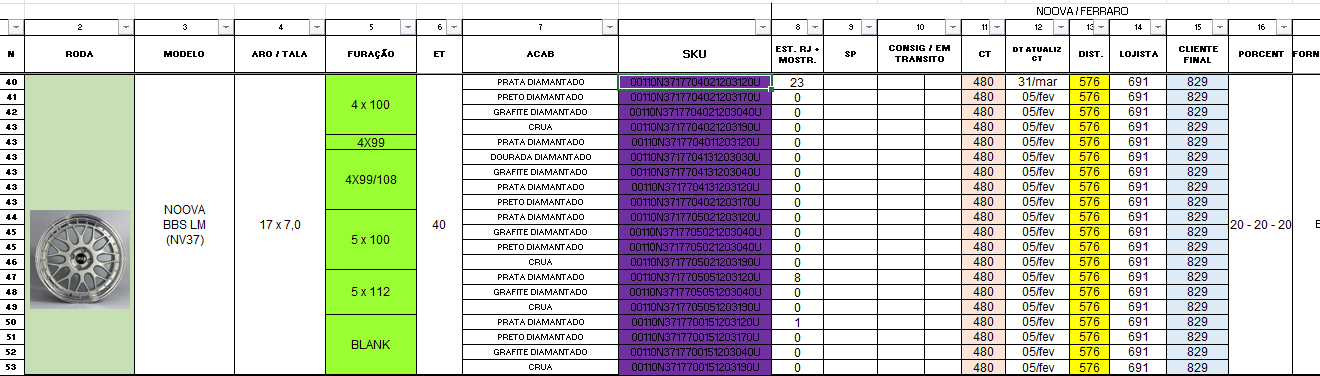 NOOVA / FERRARO
2 3 4 5 6 7 8 9 10 11 12 13 14 15 16
N RODA MODELO ARO / TALA FURAÇÃO ET ACAB SKU EST. RJ + MOSTR. SP CONSIG / EM TRANSITO CT DT ATUALIZ CT DIST. LOJISTA CLIENTE FINAL PORCENT FORN
40 4 x 100 PRATA DIAMANTADO 00110N3717704021203120U 23 480 31/mar 576 691 829
41 PRETO DIAMANTADO 00110N3717704021203170U 0 480 05/fev 576 691 829
42 GRAFITE DIAMANTADO 00110N3717704021203040U 0 480 05/fev 576 691 829
43 CRUA 00110N3717704021203190U 0 480 05/fev 576 691 829
43 4X99 PRATA DIAMANTADO 00110N3717704011203120U 0 480 05/fev 576 691 829
43 4X99/108 DOURADA DIAMANTADO 00110N3717704131203030U 0 480 05/fev 576 691 829
43 GRAFITE DIAMANTADO 00110N3717704131203040U 0 480 05/fev 576 691 829
43 PRATA DIAMANTADO 00110N3717704131203120U 0 480 05/fev 576 691 829
43 PRETO DIAMANTADO 00110N3717704131203170U 0 480 05/fev 576 691 829
NOOVA BBS LM (NV37) 17 x 7,0 40 20 - 20 - 20
44 5 x 100 PRATA DIAMANTADO 00110N3717705021203120U 0 480 05/fev 576 691 829
45 GRAFITE DIAMANTADO 00110N3717705021203040U 0 480 05/fev 576 691 829
45 PRETO DIAMANTADO 00110N3717705021203040U 0 480 05/fev 576 691 829
46 CRUA 00110N3717705021203190U 0 480 05/fev 576 691 829
47 5 x 112 PRATA DIAMANTADO 00110N3717705051203120U 8 480 05/fev 576 691 829
48 GRAFITE DIAMANTADO 00110N3717705051203040U 0 480 05/fev 576 691 829
49 CRUA 00110N3717705051203190U 0 480 05/fev 576 691 829
50 BLANK PRATA DIAMANTADO 00110N3717700151203120U 1 480 05/fev 576 691 829
51 PRETO DIAMANTADO 00110N3717700151203170U 0 480 05/fev 576 691 829
52 GRAFITE DIAMANTADO 00110N3717700151203040U 0 480 05/fev 576 691 829
53 CRUA 00110N3717700151203190U 0 480 05/fev 576 691 829